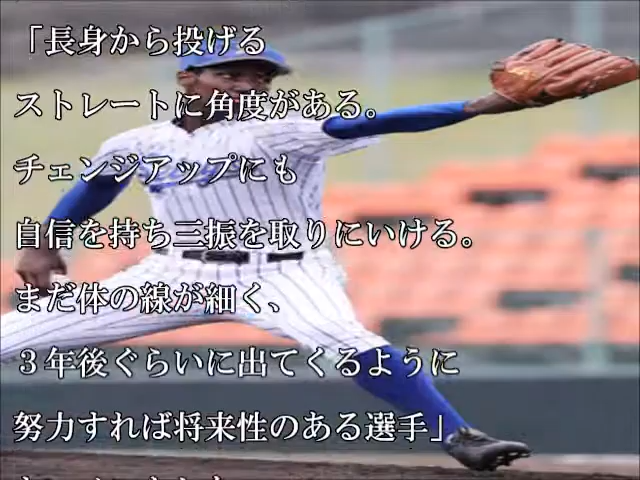 「長身から投げる
ストレートに角度がある。
チェンジアップにも
自信を持ち三振を取りにいける。
まだ体の線が細く、
３年後ぐらいに出てくるように
努力すれば将来性のある選手」